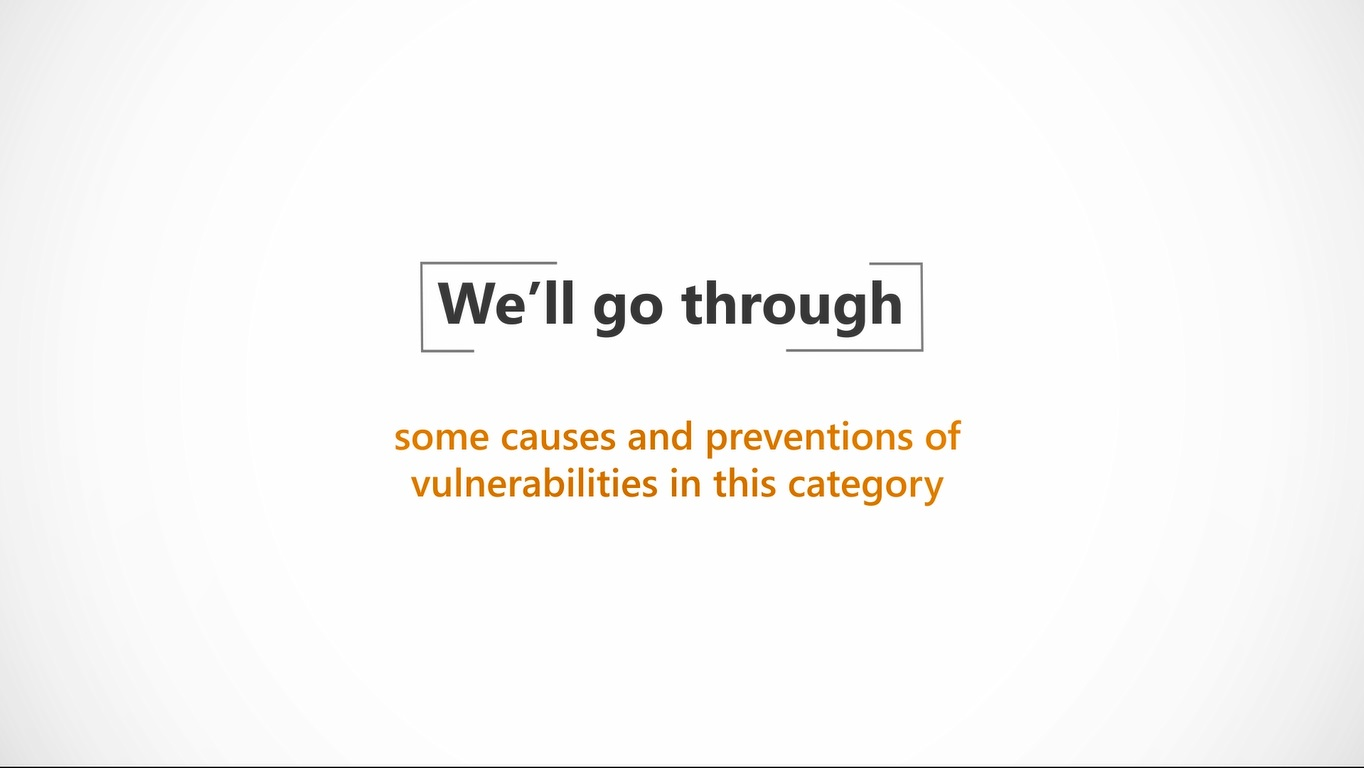 We’ll go through
some causes and preventions of
vulnerabilities in this category